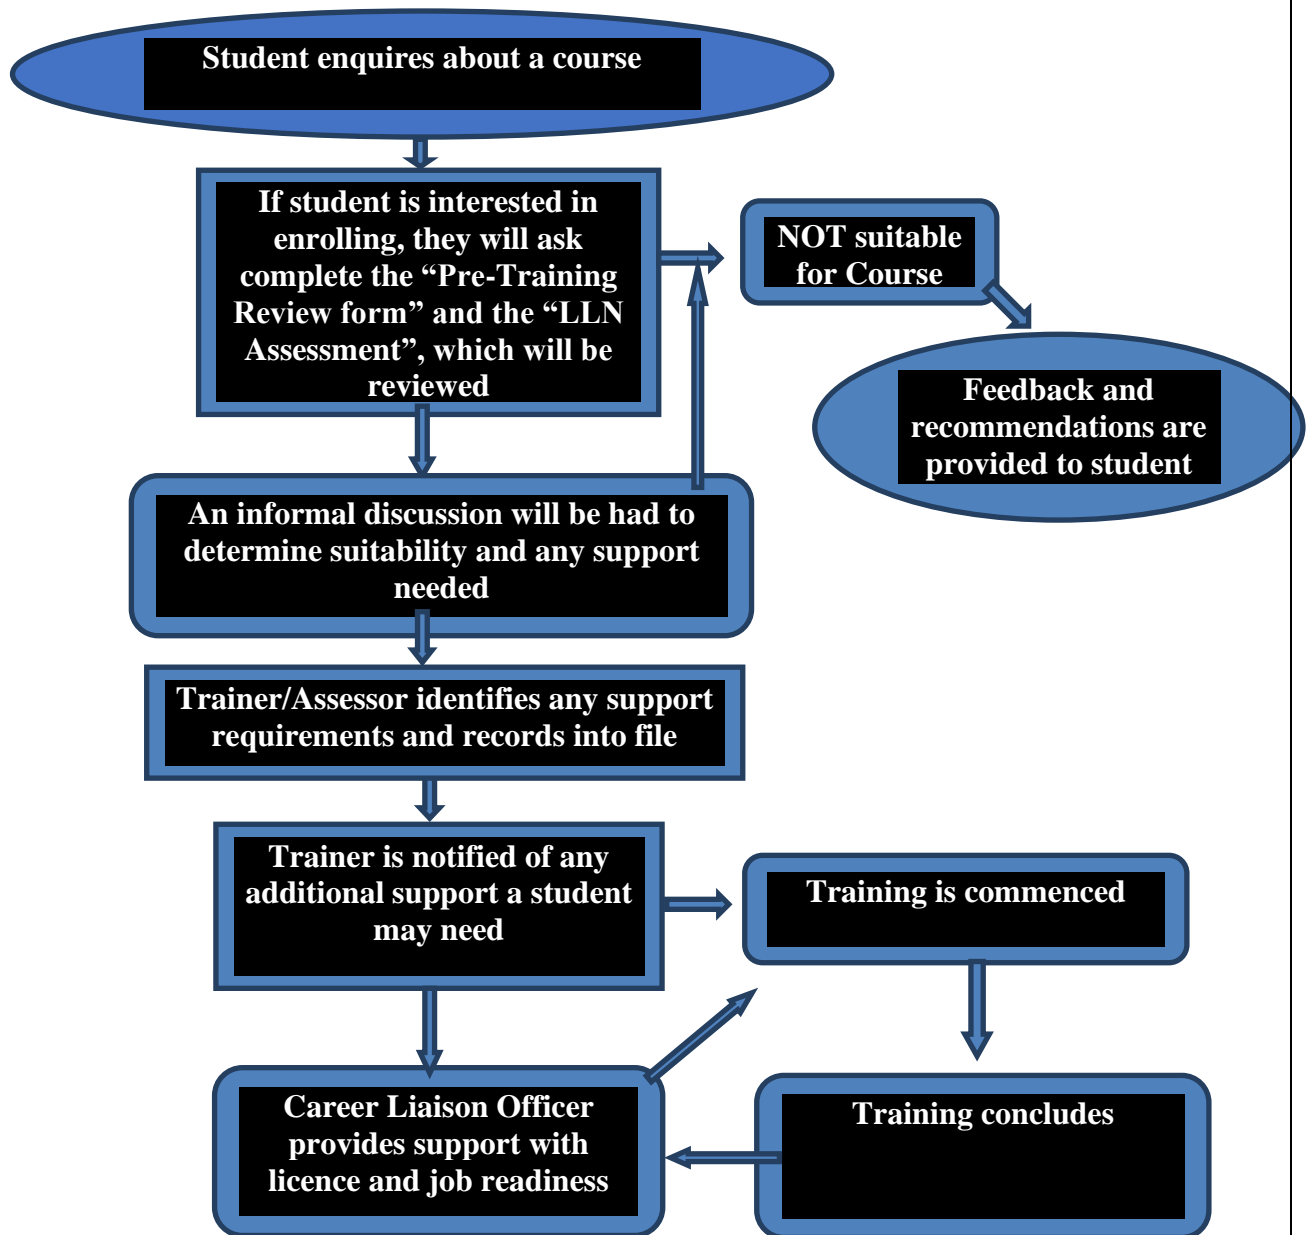 Student enquires about a course
If student is interested in
enrolling, they will ask
complete the “Pre-Training
Review form” and the “LLN
Assessment”, which will be
reviewed
NOT suitable
for Course
Feedback and
recommendations are
provided to student
An informal discussion will be had to
determine suitability and any support
needed
Trainer/Assessor identifies any support
requirements and records into file
Trainer is notified of any
additional support a student
may need
Training is commenced
Career Liaison Officer
provides support with
licence and job readiness
Training concludes